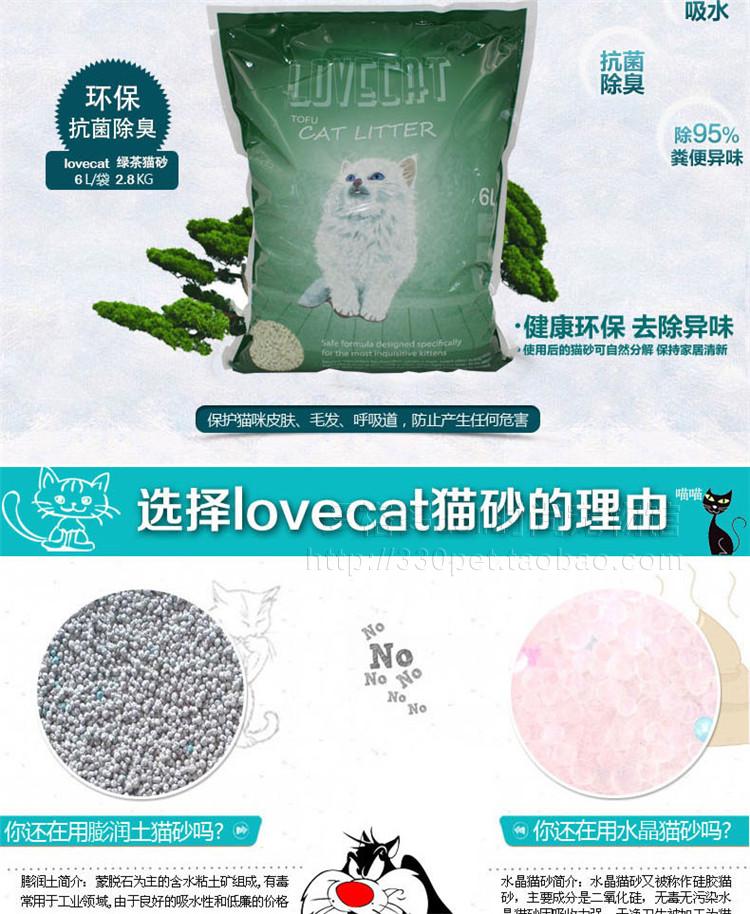 吸水
抗菌
除臭
除95%
粪便异味
环保
抗菌除臭
lovecat 绿茶猫砂
6L/袋 2.8KG
LOVECAT
TOFU
CAT LITTER
6L
Safe formula designed specifically
for the most inquisitive kittens
·健康环保 去除异味
·使用后的猫砂可自然分解 保持家居清新
保护猫咪皮肤、毛发、呼吸道，防止产生任何危害
选择lovecat猫砂的理由
喵喵
http://330pet.taobao.com
No
No
No
No
No
No
你还在用膨润土猫砂吗？
你还在用水晶猫砂吗？
膨润土简介：蒙脱石为主的含水粘土矿组成，有毒
常用于工业领域，由于良好的吸水性和低廉的价格
水晶猫砂简介：水晶猫砂又被称作硅胶猫
砂，主要成分是二氧化硅，无毒无污染水